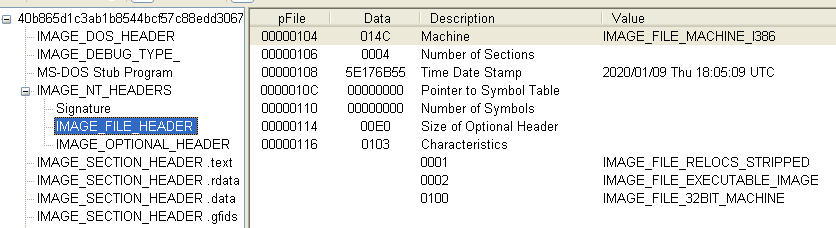 40b865d1c3ab1b8544bcf57c88edd3067
IMAGE_DOS_HEADER
IMAGE_DEBUG_TYPE_
MS-DOS Stub Program
IMAGE_NT_HEADERS
Signature
IMAGE_FILE_HEADER
IMAGE_OPTIONAL_HEADER
IMAGE_SECTION_HEADER .text
IMAGE_SECTION_HEADER .rdata
IMAGE_SECTION_HEADER .data
IMAGE_SECTION_HEADER .gfids
pFile Data Description Value
00000104 014C Machine IMAGE_FILE_MACHINE_I386
00000106 0004 Number of Sections
00000108 5E176B55 Time Date Stamp 2020/01/09 Thu 18:05:09 UTC
0000010C 00000000 Pointer to Symbol Table
00000110 00000000 Number of Symbols
00000114 00E0 Size of Optional Header
00000116 0103 Characteristics
0001 IMAGE_FILE_RELOCS_STRIPPED
0002 IMAGE_FILE_EXECUTABLE_IMAGE
0100 IMAGE_FILE_32BIT_MACHINE